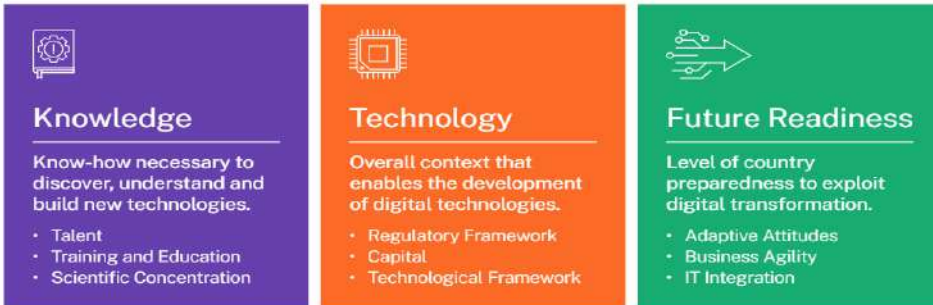 Knowledge
Know-how necessary to
discover, understand and
build new technologies.
• Talent
• Training and Education
• Scientific Concentration
Technology
Overall context that
enables the development
of digital technologies.
• Regulatory Framework
• Capital
• Technological Framework
Future Readiness
Level of country
preparedness to exploit
digital transformation.
• Adaptive Attitudes
• Business Agility
• IT Integration